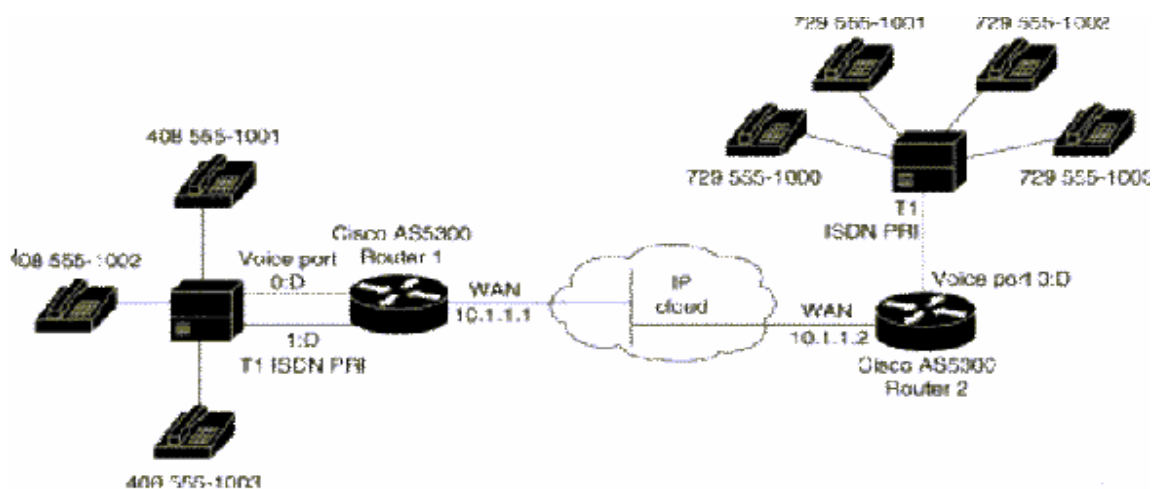 729 555-1001
729 555-1002
408 555-1001
729 555-1000
T1
ISDN PRI
Cisco AS5300
Router 1
408 555-1002
Voice port
0:D
WAN
10.1.1.1
IP
cloud
WAN
10.1.1.2
Voice port
1:D
T1 ISDN PRI
Cisco AS5300
Router 2
408 555-1003